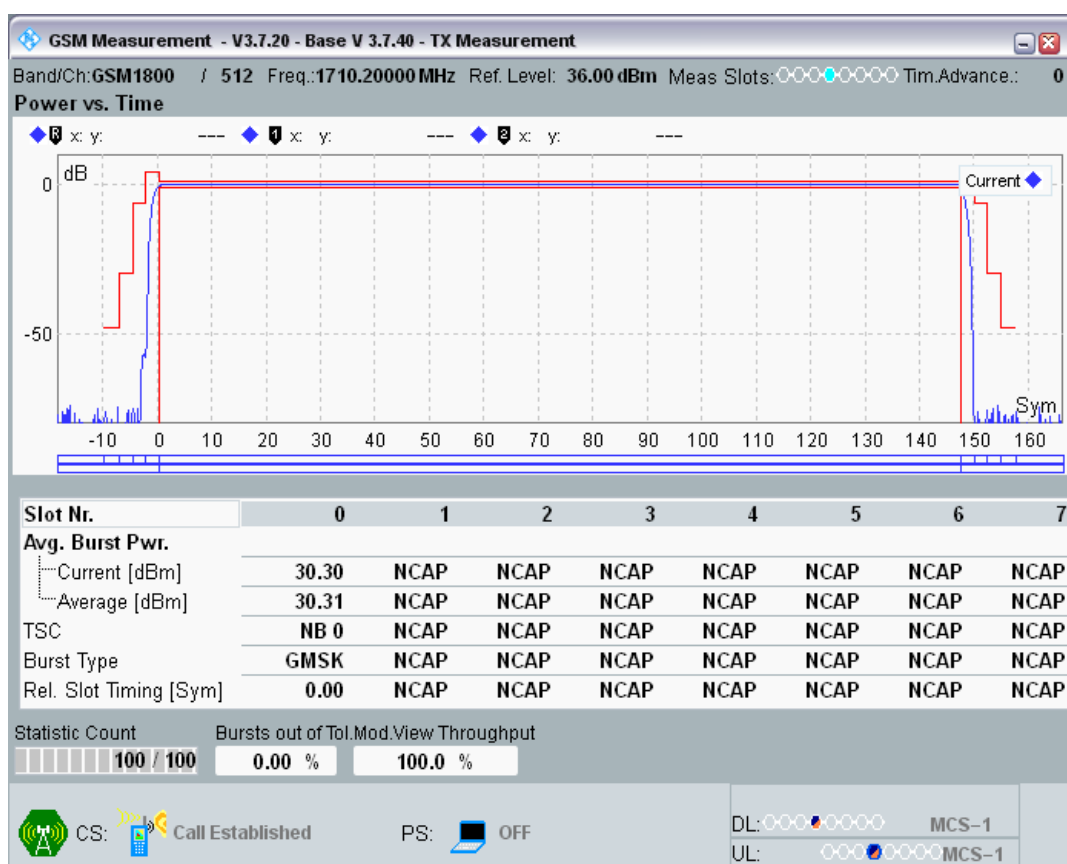 GSM Measurement - V3.7.20 - Base V 3.7.40 - TX Measurement
Band/Ch:GSM1800 / 512 Freq.:1710.20000 MHz Ref. Level: 36.00 dBm Meas Slots: Tim.Advance.: 0
Power vs. Time
R x: y: --- 1 x: y: --- 2 x: y: ---
dB
Current
0
-50
Sym
-10 0 10 20 30 40 50 60 70 80 90 100 110 120 130 140 150 160
Slot Nr. 0 1 2 3 4 5 6 7
Avg. Burst Pwr.
Current [dBm] 30.30 NCAP NCAP NCAP NCAP NCAP NCAP NCAP
Average [dBm] 30.31 NCAP NCAP NCAP NCAP NCAP NCAP NCAP
TSC NB 0 NCAP NCAP NCAP NCAP NCAP NCAP NCAP
Burst Type GMSK NCAP NCAP NCAP NCAP NCAP NCAP NCAP
Rel. Slot Timing [Sym] 0.00 NCAP NCAP NCAP NCAP NCAP NCAP NCAP
Statistic Count Bursts out of Tol. Mod.View Throughput
100 / 100 0.00 % 100.0 %
CS: Call Established PS: OFF
DL: MCS-1
UL: MCS-1